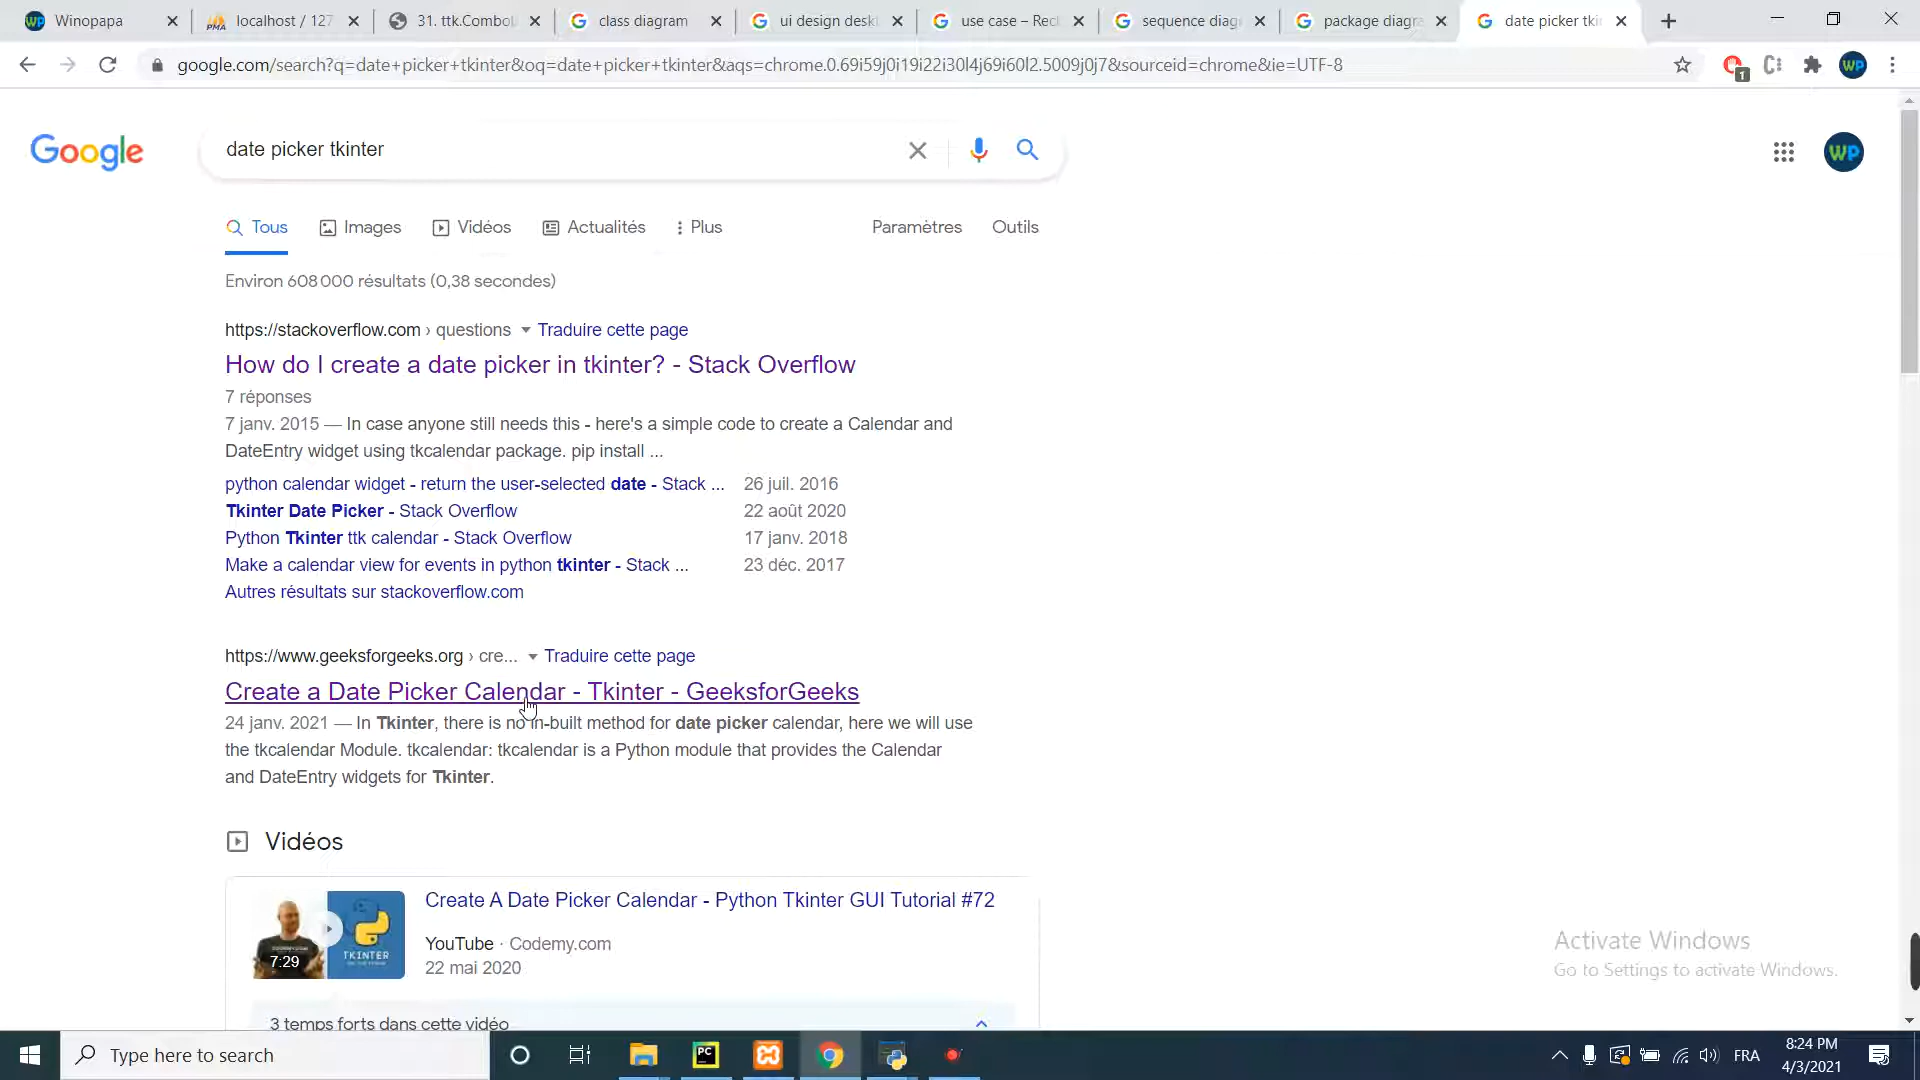 Winopapa
localhost / 127
31. ttk.Combo
class diagram
ui design desk
use case – Rec
sequence diag
package diagra
date picker tki
google.com/search?q=date+picker+tkinter&oq=date+picker+tkinter&aqs=chrome.0.69i59j0i19i22i30l4j69i60l2.5009j0j7&sourceid=chrome&ie=UTF-8
1
WP
Google
date picker tkinter
WP
Tous
Images
Vidéos
Actualités
Plus
Paramètres
Outils
Environ 608 000 résultats (0,38 secondes)
https://stackoverflow.com › questions Traduire cette page
How do I create a date picker in tkinter? - Stack Overflow
7 réponses
7 janv. 2015 — In case anyone still needs this - here's a simple code to create a Calendar and
DateEntry widget using tkcalendar package. pip install ...
python calendar widget - return the user-selected date - Stack ... 26 juil. 2016
Tkinter Date Picker - Stack Overflow 22 août 2020
Python Tkinter ttk calendar - Stack Overflow 17 janv. 2018
Make a calendar view for events in python tkinter - Stack ... 23 déc. 2017
Autres résultats sur stackoverflow.com
https://www.geeksforgeeks.org › cre... Traduire cette page
Create a Date Picker Calendar - Tkinter - GeeksforGeeks
24 janv. 2021 — In Tkinter, there is no in-built method for date picker calendar, here we will use
the tkcalendar Module. tkcalendar: tkcalendar is a Python module that provides the Calendar
and DateEntry widgets for Tkinter.
Vidéos
7:29
TKINTER
Create A Date Picker Calendar - Python Tkinter GUI Tutorial #72
YouTube · Codemy.com
22 mai 2020
3 temps forts dans cette vidéo
Activate Windows
Go to Settings to activate Windows.
Type here to search
PC
FRA
8:24 PM
4/3/2021